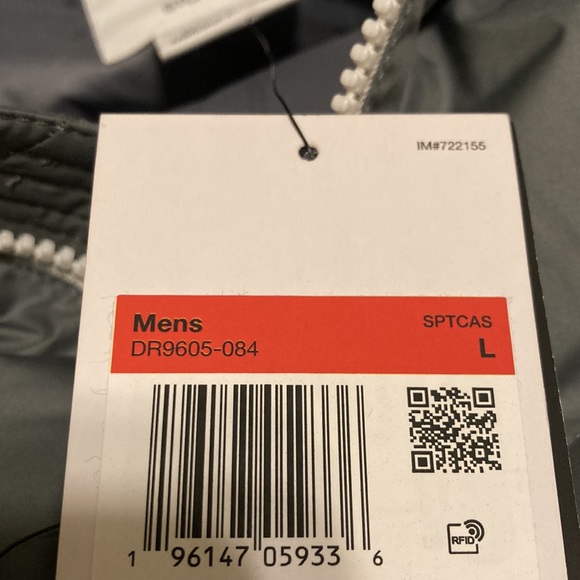 IM#722155
Mens SPTCAS
DR9605-084 L
1 96147 05933 6
RFID